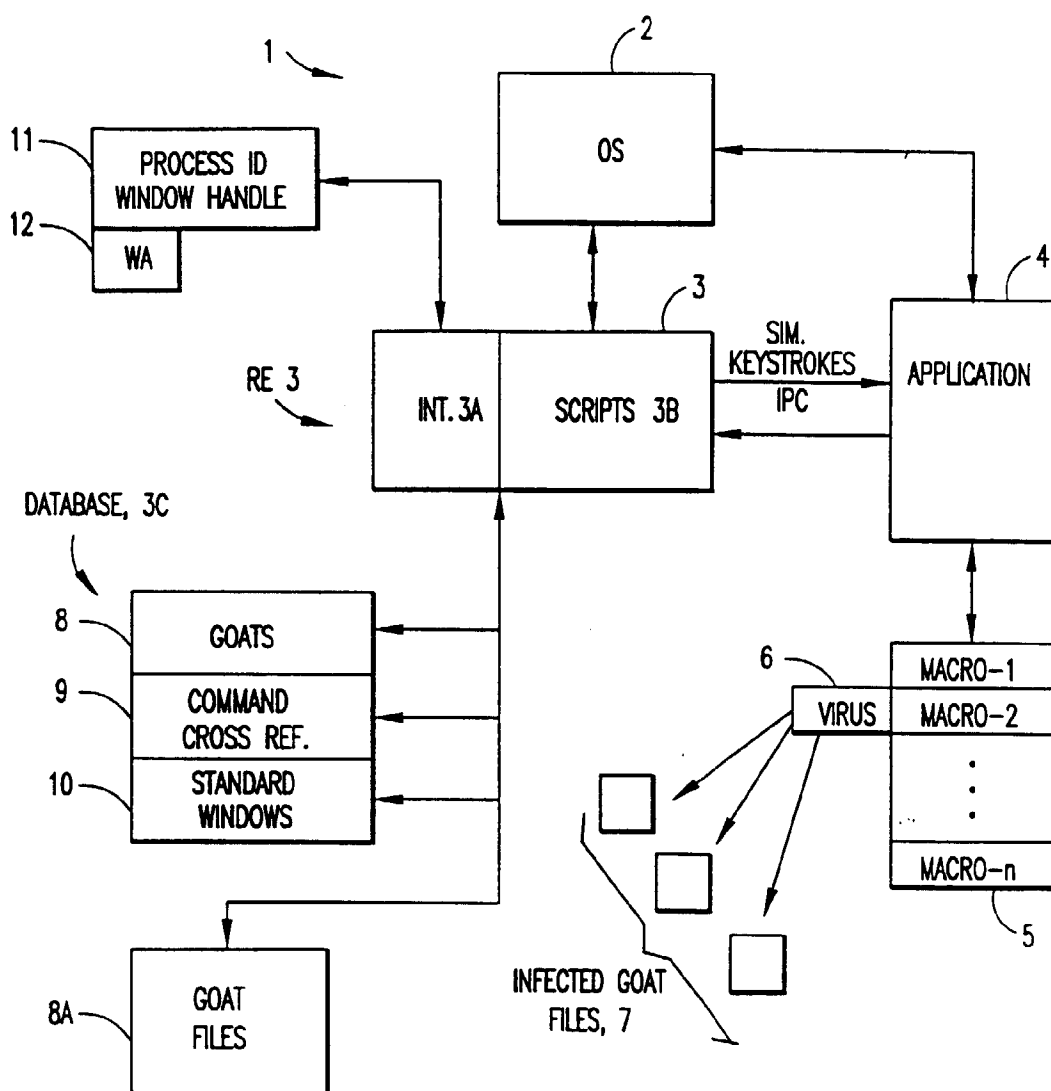 1
2
OS
11
PROCESS ID
WINDOW HANDLE
12
WA
3
4
SIM.
KEYSTROKES
IPC
APPLICATION
RE 3
INT. 3A
SCRIPTS 3B
DATABASE, 3C
8
GOATS
9
COMMAND
CROSS REF.
10
STANDARD
WINDOWS
6
VIRUS
MACRO-1
MACRO-2
MACRO-n
5
INFECTED GOAT
FILES, 7
8A
GOAT
FILES